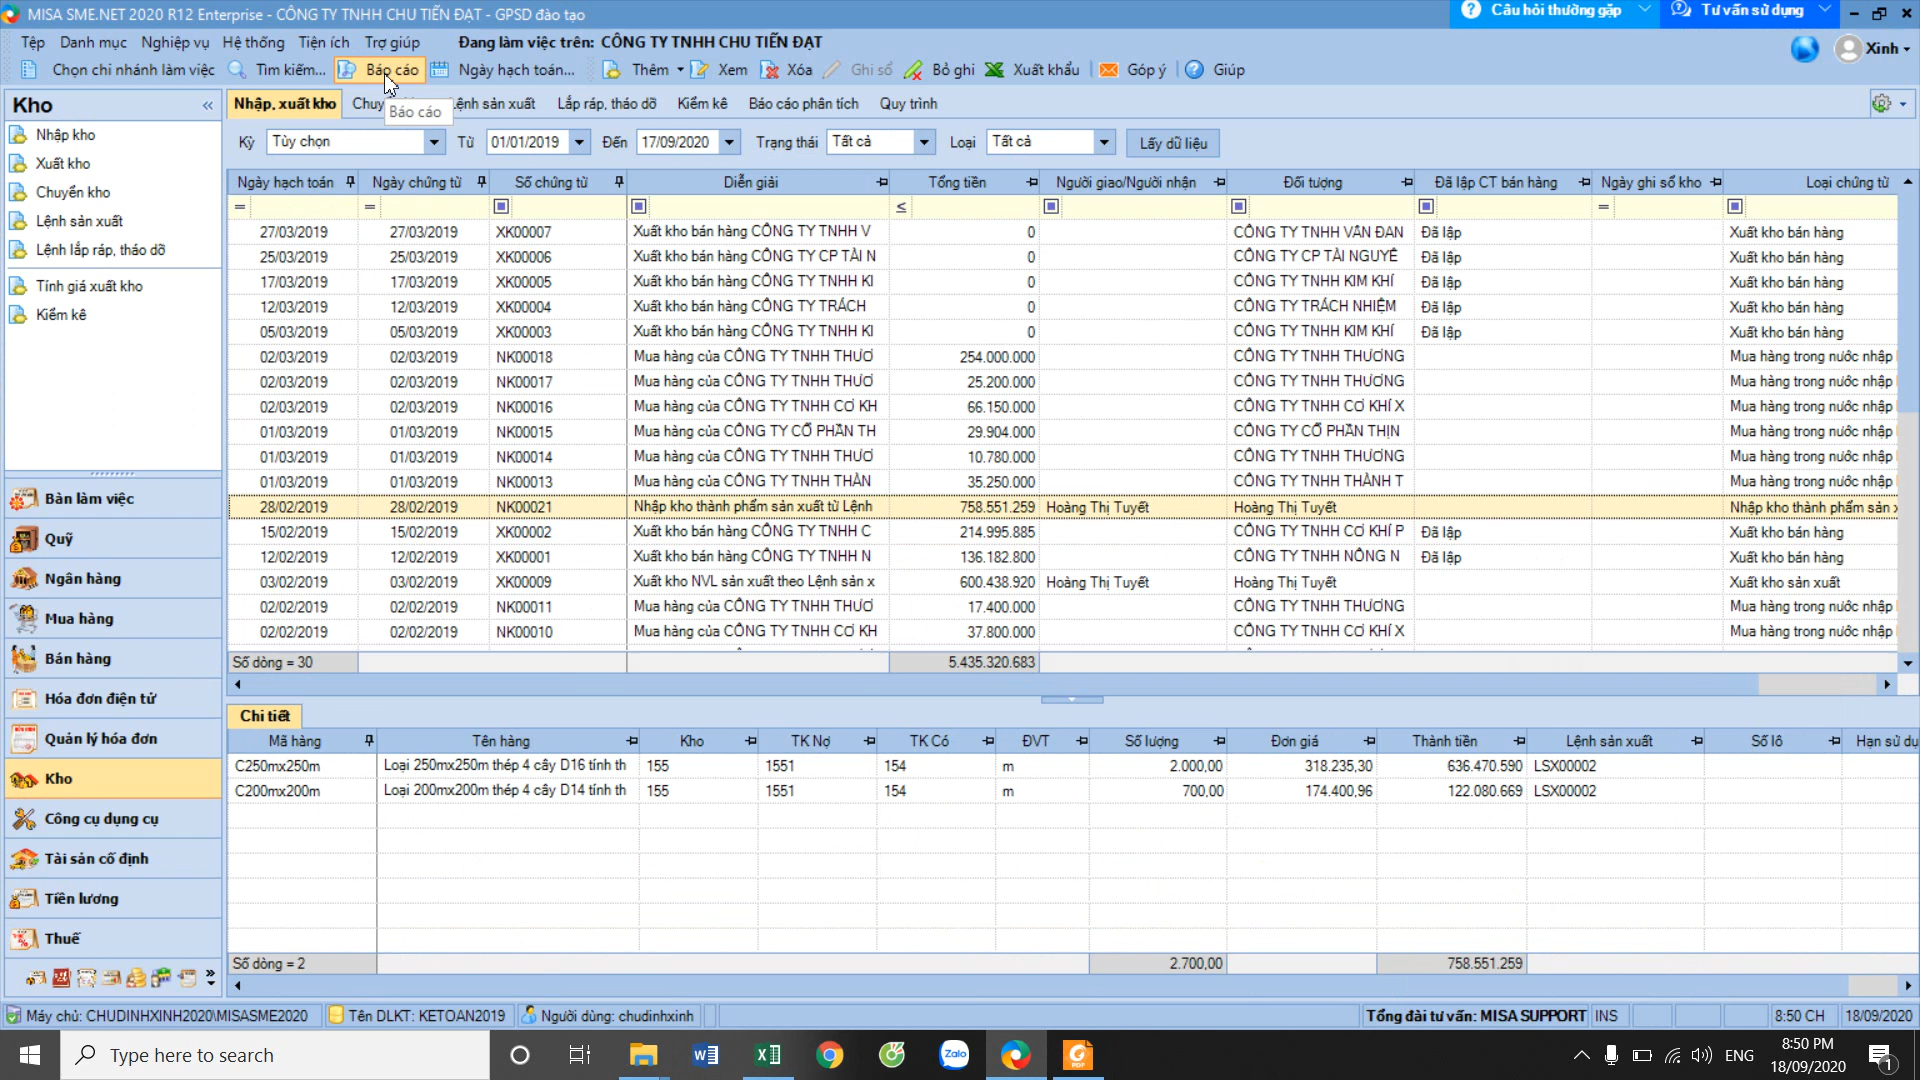 MISA SME.NET 2020 R12 Enterprise - CÔNG TY TNHH CHU TIẾN ĐẠT - GPSD đào tạo
Câu hỏi thường gặp
Tư vấn sử dụng
Tệp Danh mục Nghiệp vụ Hệ thống Tiện ích Trợ giúp Đang làm việc trên: CÔNG TY TNHH CHU TIẾN ĐẠT
Xinh
Chọn chi nhánh làm việc Tìm kiếm... Báo cáo Ngày hạch toán... Thêm Xem Xóa Ghi sổ Bỏ ghi Xuất khẩu Góp ý Giúp
Kho «
Nhập, xuất kho Lệnh sản xuất Lắp ráp, tháo dỡ Kiểm kê Báo cáo phân tích Quy trình
Báo cáo
Nhập kho
Xuất kho
Chuyển kho
Lệnh sản xuất
Lệnh lắp ráp, tháo dỡ
Tính giá xuất kho
Kiểm kê
Kỳ Tùy chọn Từ 01/01/2019 Đến 17/09/2020 Trạng thái Tất cả Loại Tất cả Lấy dữ liệu
Ngày hạch toán Ngày chứng từ Số chứng từ Diễn giải Tổng tiền Người giao/Người nhận Đối tượng Đã lập CT bán hàng Ngày ghi sổ kho Loại chứng từ
= = ≤ =
27/03/2019 27/03/2019 XK00007 Xuất kho bán hàng CÔNG TY TNHH V 0 CÔNG TY TNHH VÂN ĐAN Đã lập Xuất kho bán hàng
25/03/2019 25/03/2019 XK00006 Xuất kho bán hàng CÔNG TY CP TÀI N 0 CÔNG TY CP TÀI NGUYÊ Đã lập Xuất kho bán hàng
17/03/2019 17/03/2019 XK00005 Xuất kho bán hàng CÔNG TY TNHH KI 0 CÔNG TY TNHH KIM KHÍ Đã lập Xuất kho bán hàng
12/03/2019 12/03/2019 XK00004 Xuất kho bán hàng CÔNG TY TRÁCH 0 CÔNG TY TRÁCH NHIỆM Đã lập Xuất kho bán hàng
05/03/2019 05/03/2019 XK00003 Xuất kho bán hàng CÔNG TY TNHH KI 0 CÔNG TY TNHH KIM KHÍ Đã lập Xuất kho bán hàng
02/03/2019 02/03/2019 NK00018 Mua hàng của CÔNG TY TNHH THƯƠ 254.000.000 CÔNG TY TNHH THƯƠNG Mua hàng trong nước nhập
02/03/2019 02/03/2019 NK00017 Mua hàng của CÔNG TY TNHH THƯƠ 25.200.000 CÔNG TY TNHH THƯƠNG Mua hàng trong nước nhập
02/03/2019 02/03/2019 NK00016 Mua hàng của CÔNG TY TNHH CƠ KH 66.150.000 CÔNG TY TNHH CƠ KHÍ X Mua hàng trong nước nhập
01/03/2019 01/03/2019 NK00015 Mua hàng của CÔNG TY CỔ PHẦN TH 29.904.000 CÔNG TY CỔ PHẦN THỊN Mua hàng trong nước nhập
01/03/2019 01/03/2019 NK00014 Mua hàng của CÔNG TY TNHH THƯƠ 10.780.000 CÔNG TY TNHH THƯƠNG Mua hàng trong nước nhập
01/03/2019 01/03/2019 NK00013 Mua hàng của CÔNG TY TNHH THÀN 35.250.000 CÔNG TY TNHH THÀNH T Mua hàng trong nước nhập
28/02/2019 28/02/2019 NK00021 Nhập kho thành phẩm sản xuất từ Lệnh 758.551.259 Hoàng Thị Tuyết Hoàng Thị Tuyết Nhập kho thành phẩm sản x
15/02/2019 15/02/2019 XK00002 Xuất kho bán hàng CÔNG TY TNHH C 214.995.885 CÔNG TY TNHH CƠ KHÍ P Đã lập Xuất kho bán hàng
12/02/2019 12/02/2019 XK00001 Xuất kho bán hàng CÔNG TY TNHH N 136.182.800 CÔNG TY TNHH NÔNG N Đã lập Xuất kho bán hàng
03/02/2019 03/02/2019 XK00009 Xuất kho NVL sản xuất theo Lệnh sản x 600.438.920 Hoàng Thị Tuyết Hoàng Thị Tuyết Xuất kho sản xuất
02/02/2019 02/02/2019 NK00011 Mua hàng của CÔNG TY TNHH THƯƠ 17.400.000 CÔNG TY TNHH THƯƠNG Mua hàng trong nước nhập
02/02/2019 02/02/2019 NK00010 Mua hàng của CÔNG TY TNHH CƠ KH 37.800.000 CÔNG TY TNHH CƠ KHÍ X Mua hàng trong nước nhập
Số dòng = 30 5.435.320.683
Bàn làm việc
Quỹ
Ngân hàng
Mua hàng
Bán hàng
Hóa đơn điện tử
Quản lý hóa đơn
Kho
Công cụ dụng cụ
Tài sản cố định
Tiền lương
Thuế
Chi tiết
Mã hàng Tên hàng Kho TK Nợ TK Có ĐVT Số lượng Đơn giá Thành tiền Lệnh sản xuất Số lô Hạn sử dụ
C250mx250m Loại 250mx250m thép 4 cây D16 tính th 155 1551 154 m 2.000,00 318.235,30 636.470.590 LSX00002
C200mx200m Loại 200mx200m thép 4 cây D14 tính th 155 1551 154 m 700,00 174.400,96 122.080.669 LSX00002
Số dòng = 2 2.700,00 758.551.259
Máy chủ: CHUDINHXINH2020\MISASME2020 Tên DLKT: KETOAN2019 Người dùng: chudinhxinh Tổng đài tư vấn: MISA SUPPORT INS 8:50 CH 18/09/2020
Type here to search
Zalo
ENG
8:50 PM
18/09/2020
1